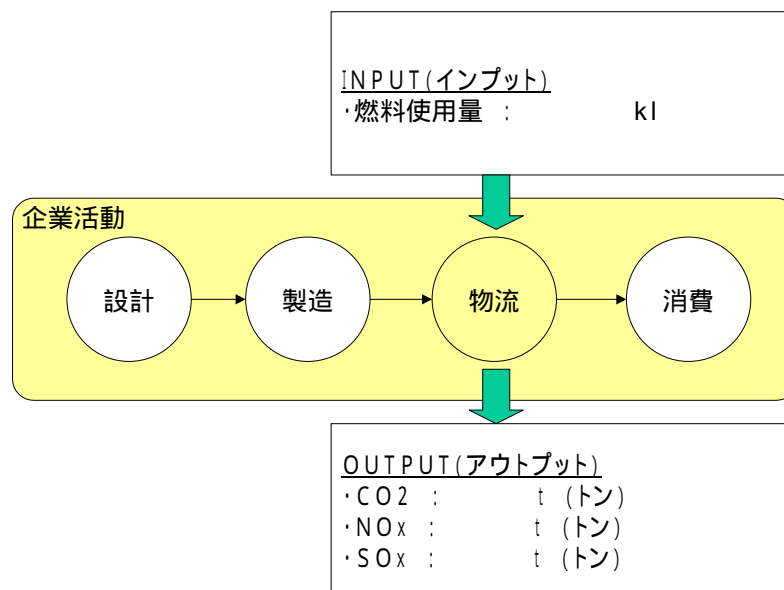 INPUT(インプット)
・燃料使用量 : kl
企業活動
設計
製造
物流
消費
OUTPUT(アウトプット)
・CO2 : t (トン)
・NOx : t (トン)
・SOx : t (トン)